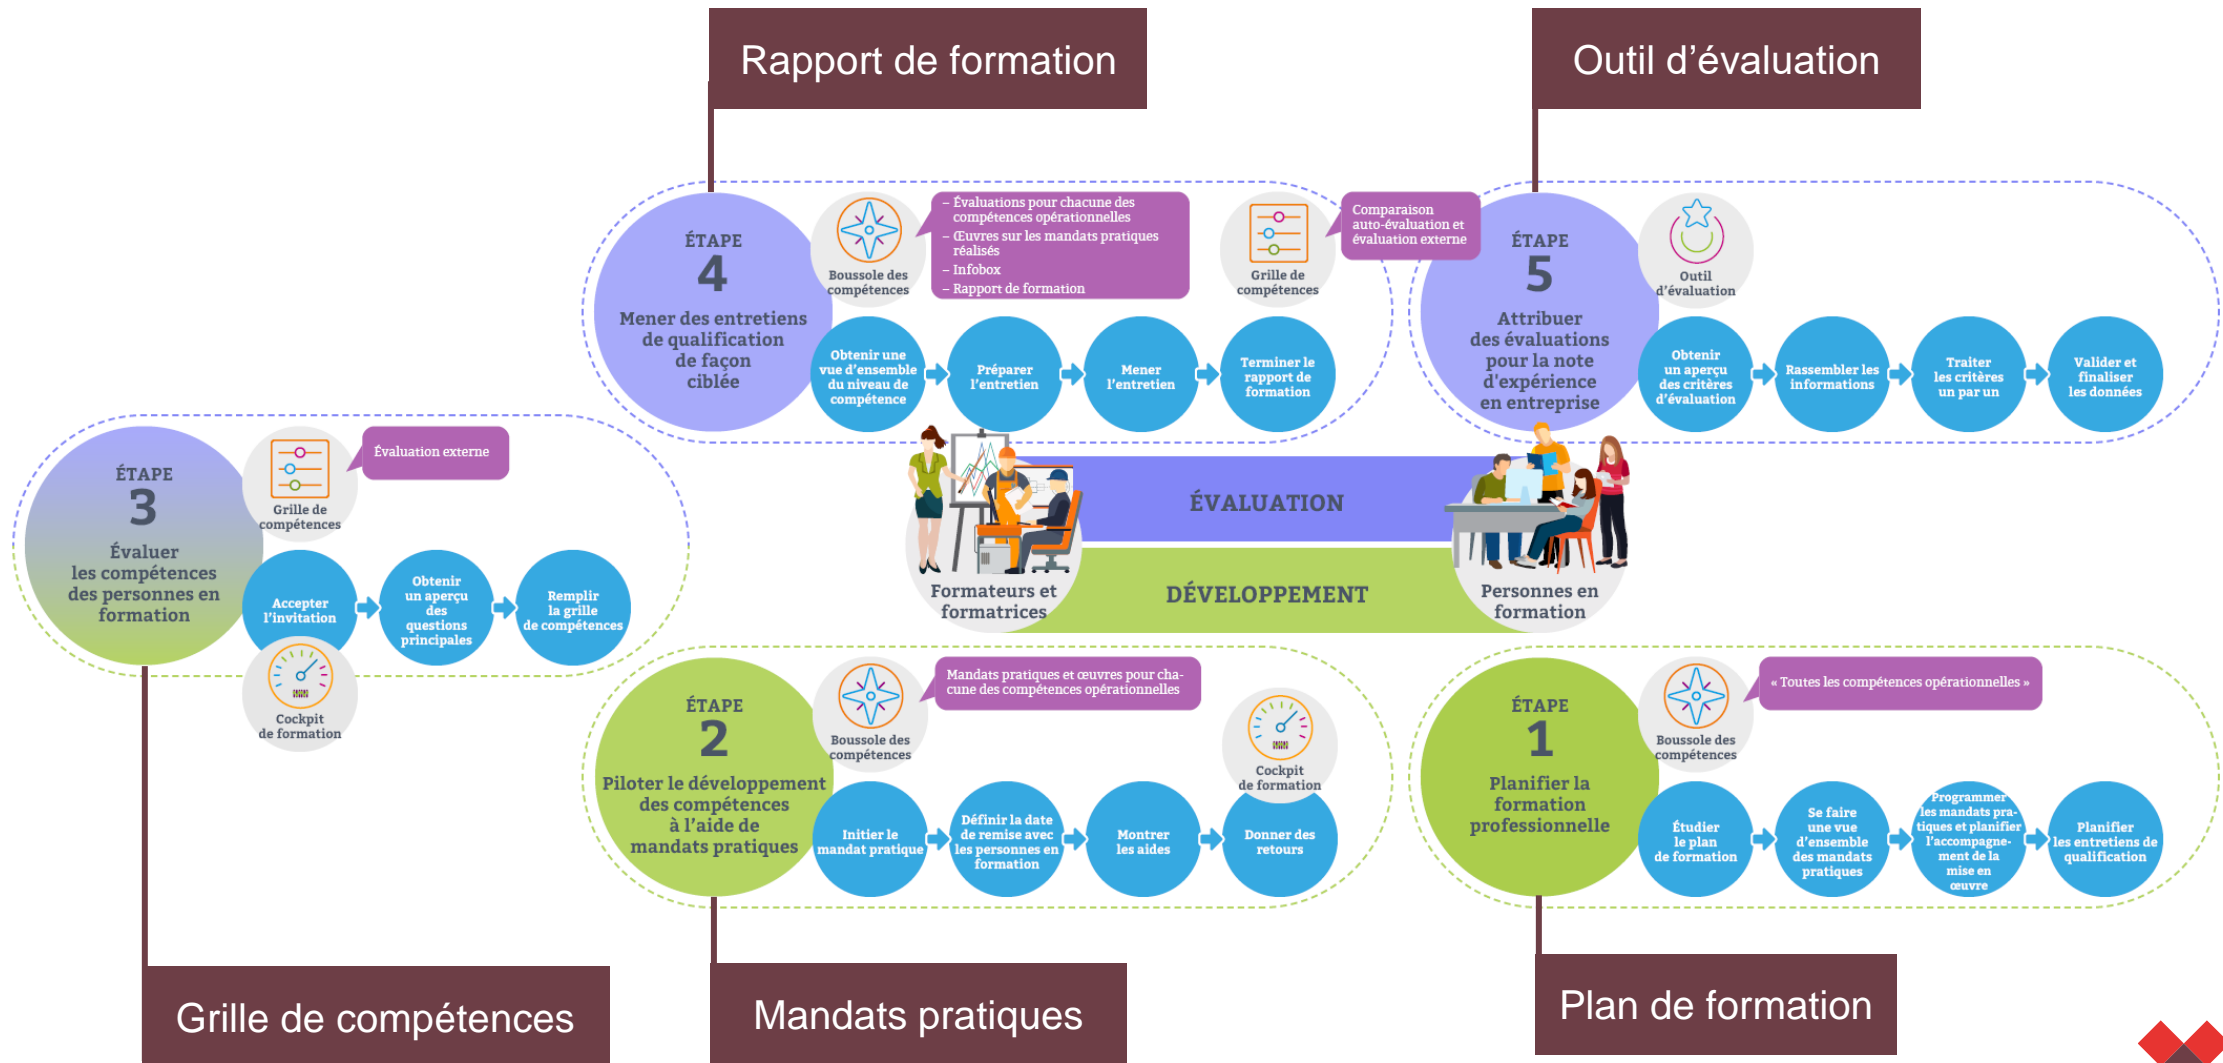 Rapport de formation
Outil d’évaluation
ÉTAPE
4
Mener des entretiens
de qualification
de façon
ciblée
Boussole des
compétences
– Évaluations pour chacune des
compétences opérationnelles
– Œuvres sur les mandats pratiques
réalisés
– Infobox
– Rapport de formation
Grille de
compétences
Comparaison
auto-évaluation et
évaluation externe
Obtenir une
vue d’ensemble
du niveau de
compétence
Préparer
l’entretien
Mener
l’entretien
Terminer le
rapport de
formation
ÉTAPE
5
Attribuer
des évaluations
pour la note
d'expérience
en entreprise
Outil
d’évaluation
Obtenir
un aperçu
des critères
d’évaluation
Rassembler les
informations
Traiter
les critères
un par un
Valider et
finaliser
les données
ÉTAPE
3
Évaluer
les compétences
des personnes en
formation
Grille de
compétences
Évaluation externe
Accepter
l’invitation
Obtenir
un aperçu
des
questions
principales
Remplir
la grille
de compétences
Cockpit
de formation
ÉVALUATION
DÉVELOPPEMENT
Formateurs et
formatrices
Personnes en
formation
ÉTAPE
2
Piloter le développement
des compétences
à l’aide de
mandats pratiques
Boussole des
compétences
Mandats pratiques et œuvres pour cha-
cune des compétences opérationnelles
Cockpit
de formation
Initier le
mandat pratique
Définir la date
de remise avec
les personnes en
formation
Montrer
les aides
Donner des
retours
ÉTAPE
1
Planifier la
formation
professionnelle
Boussole des
compétences
« Toutes les compétences opérationnelles »
Étudier
le plan
de formation
Se faire
une vue
d’ensemble
des mandats
pratiques
Programmer
les mandats pra-
tiques et planifier
l’accompagne-
ment de la
mise en
œuvre
Planifier
les entretiens de
qualification
Grille de compétences
Mandats pratiques
Plan de formation